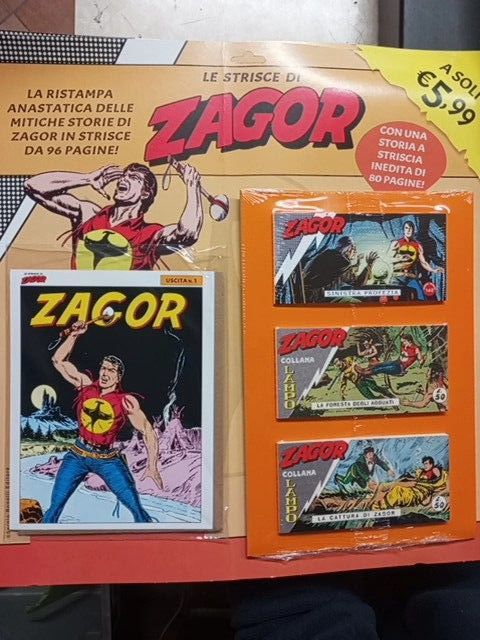 LE STRISCE DI
ZAGOR
A SOLI
€5,99
LA RISTAMPA
ANASTATICA DELLE
MITICHE STORIE DI
ZAGOR IN STRISCE
DA 96 PAGINE!
CON UNA
STORIA A
STRISCIA
INEDITA DI
80 PAGINE!
ZAGOR
USCITA N. 1
ZAGOR
ZAGOR
SINISTRA PROFEZIA
ZAGOR
COLLANA
LAMPO
LA FORESTA DEGLI AGGUATI
£ 50
ZAGOR
COLLANA
LAMPO
LA CATTURA DI ZAGOR
£ 50